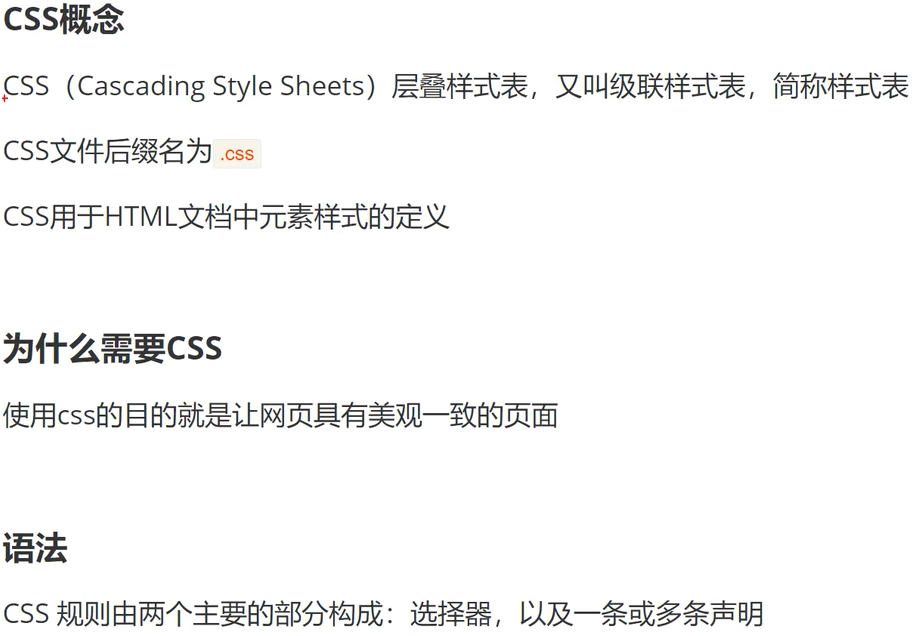 CSS概念
CSS（Cascading Style Sheets）层叠样式表，又叫级联样式表，简称样式表
CSS文件后缀名为 .css
CSS用于HTML文档中元素样式的定义
为什么需要CSS
使用css的目的就是让网页具有美观一致的页面
语法
CSS 规则由两个主要的部分构成：选择器，以及一条或多条声明